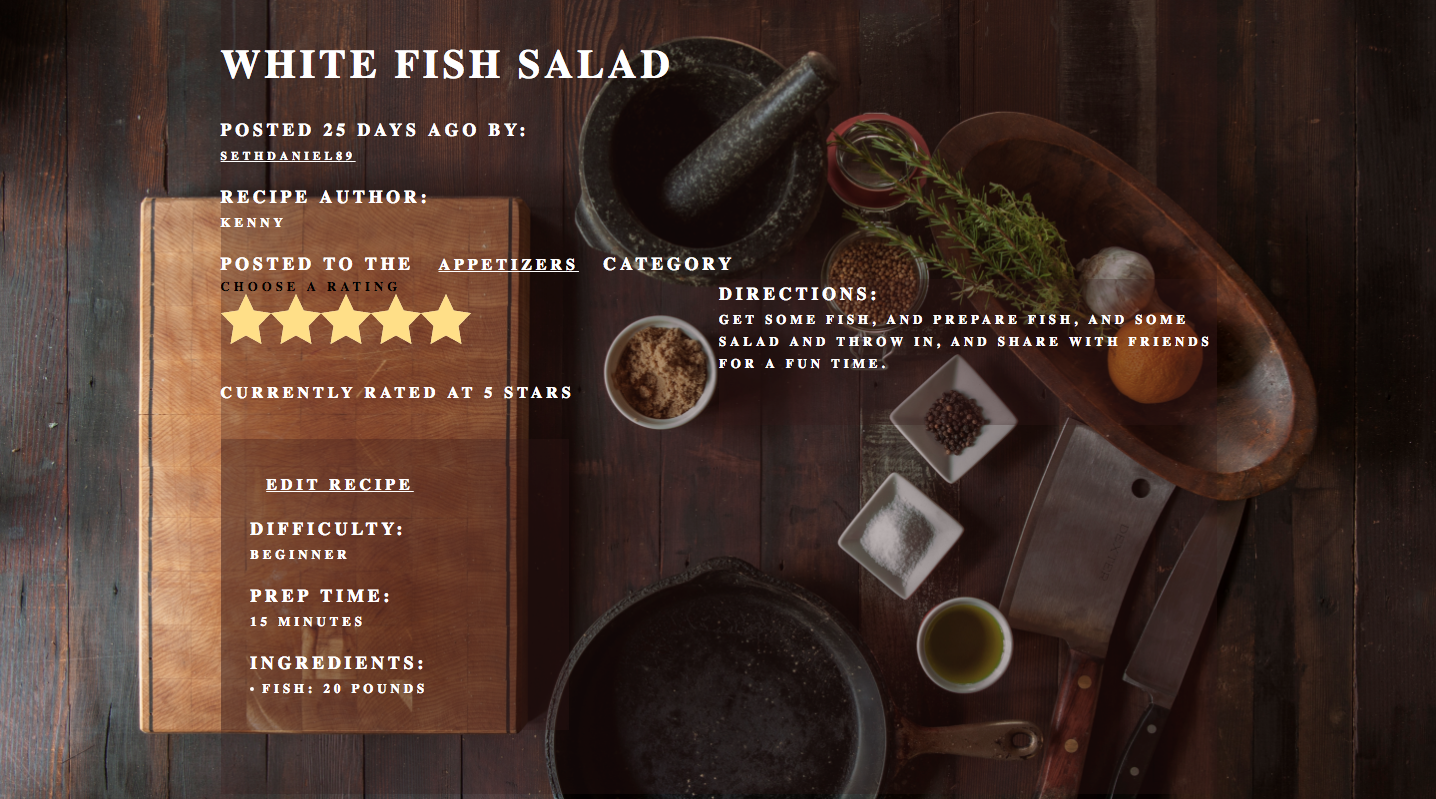 WHITE FISH SALAD
POSTED 25 DAYS AGO BY:
SETHDANIEL89
RECIPE AUTHOR:
KENNY
POSTED TO THE APPETIZERS CATEGORY
CHOOSE A RATING
CURRENTLY RATED AT 5 STARS
DIRECTIONS:
GET SOME FISH, AND PREPARE FISH, AND SOME
SALAD AND THROW IN, AND SHARE WITH FRIENDS
FOR A FUN TIME.
EDIT RECIPE
DIFFICULTY:
BEGINNER
PREP TIME:
15 MINUTES
INGREDIENTS:
• FISH: 20 POUNDS